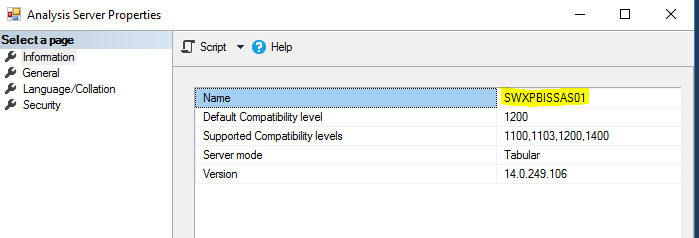 Analysis Server Properties
Select a page
Information
General
Language/Collation
Security
Script Help
Name SWXPBISSAS01
Default Compatibility level 1200
Supported Compatibility levels 1100,1103,1200,1400
Server mode Tabular
Version 14.0.249.106